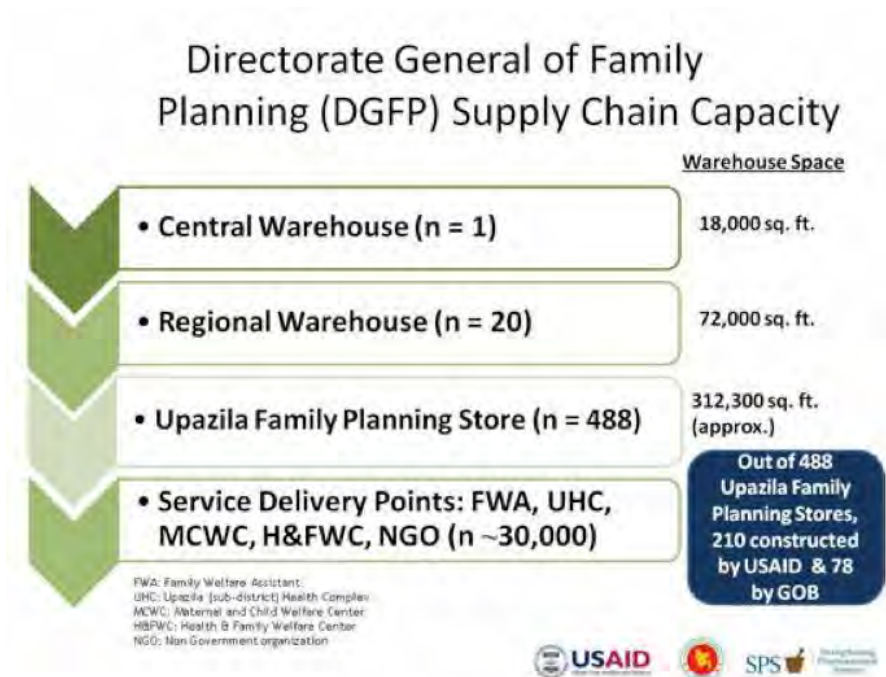 Directorate General of Family
Planning (DGFP) Supply Chain Capacity
Warehouse Space
• Central Warehouse (n = 1)
18,000 sq. ft.
• Regional Warehouse (n = 20)
72,000 sq. ft.
• Upazila Family Planning Store (n = 488)
312,300 sq. ft.
(approx.)
• Service Delivery Points: FWA, UHC,
MCWC, H&FWC, NGO (n ~30,000)
Out of 488
Upazila Family
Planning Stores,
210 constructed
by USAID & 78
by GOB
FWA: Family Welfare Assistant
UHC: Upazila (sub-district) Health Complex
MCWC: Maternal and Child Welfare Center
H&FWC: Health & Family Welfare Center
NGO: Non Government organization
USAID
SPS